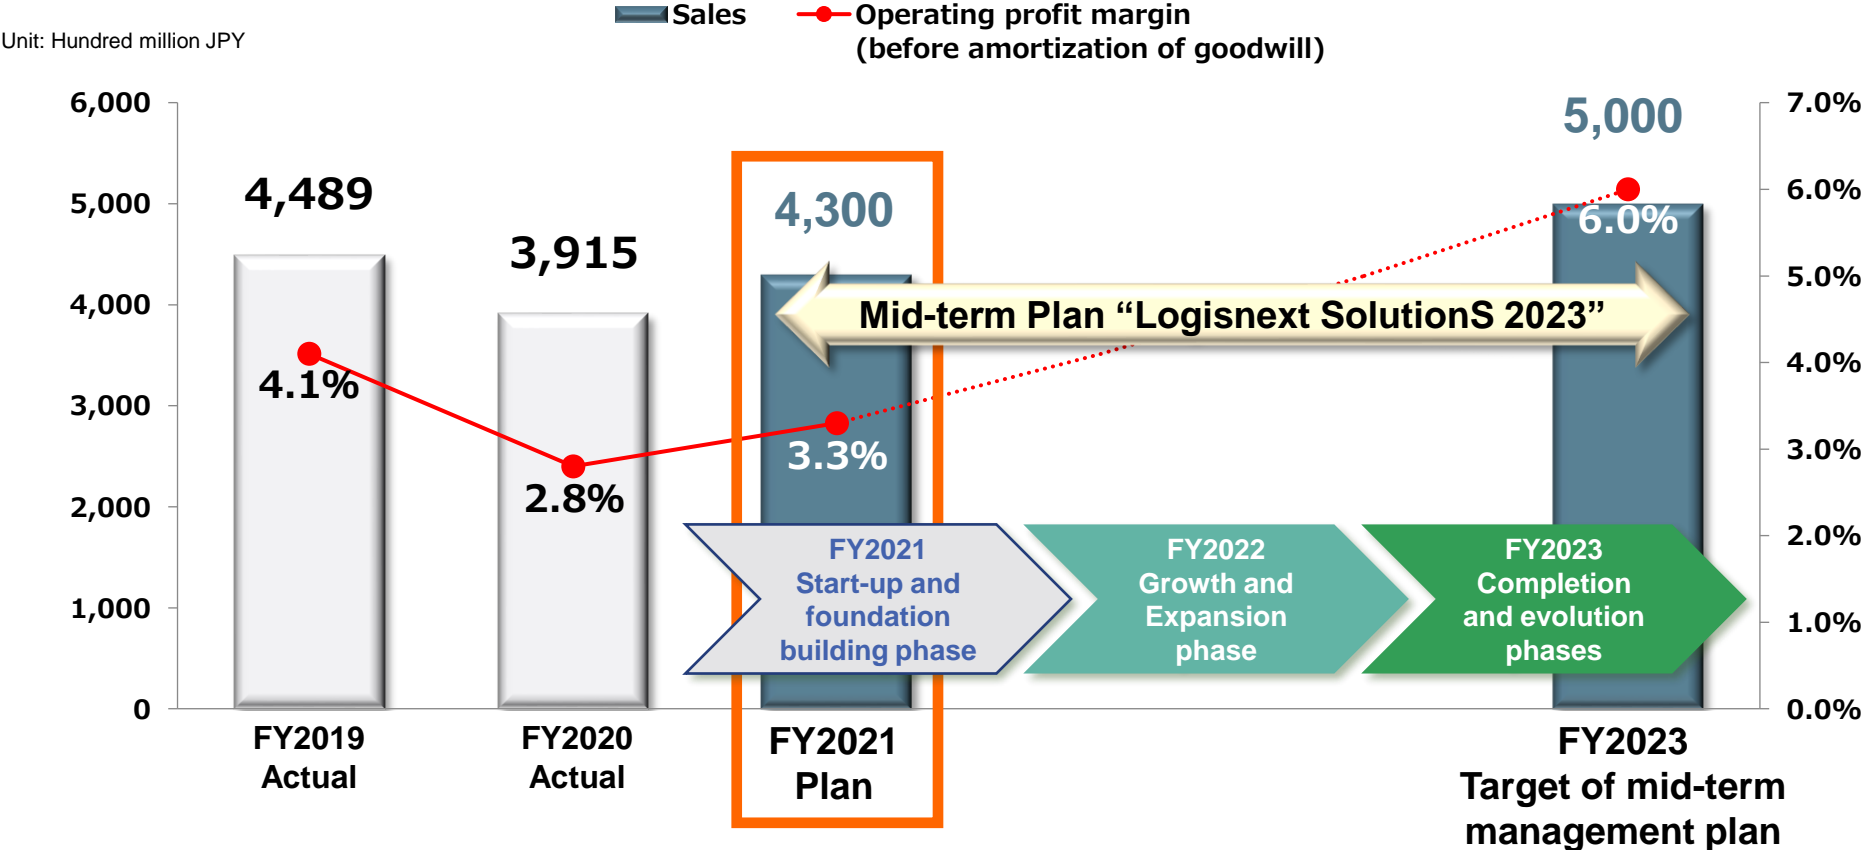 Sales
Operating profit margin
(before amortization of goodwill)
Unit: Hundred million JPY
6,000
5,000
4,000
3,000
2,000
1,000
0
7.0%
6.0%
5.0%
4.0%
3.0%
2.0%
1.0%
0.0%
4,489
3,915
4,300
5,000
4.1%
2.8%
3.3%
6.0%
Mid-term Plan “Logisnext SolutionS 2023”
FY2021
Start-up and
foundation
building phase
FY2022
Growth and
Expansion
phase
FY2023
Completion
and evolution
phases
FY2019
Actual
FY2020
Actual
FY2021
Plan
FY2023
Target of mid-term
management plan